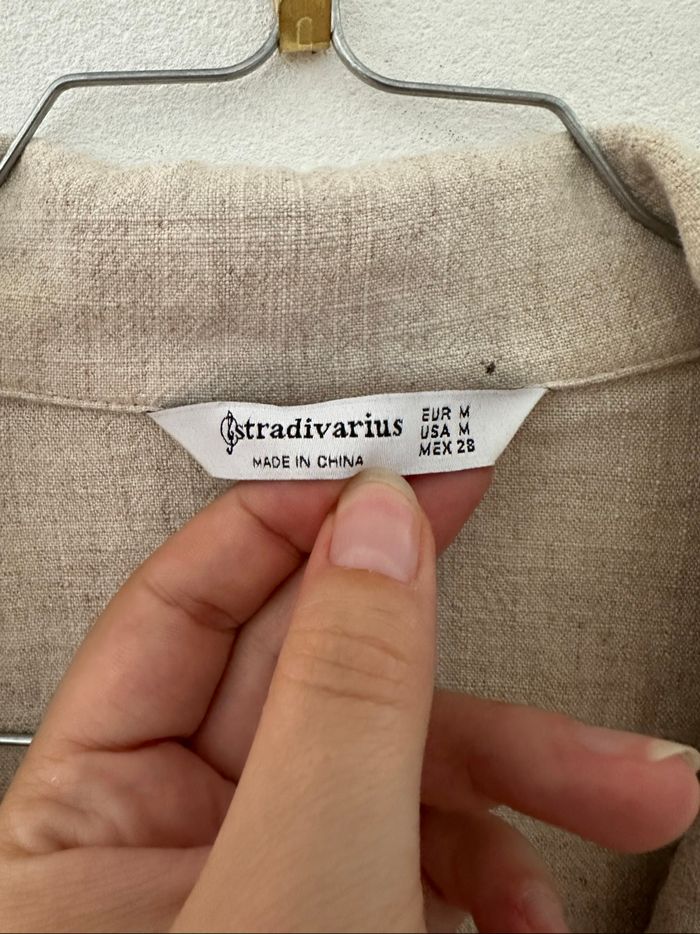 stradivarius
MADE IN CHINA
EUR M
USA M
MEX 28